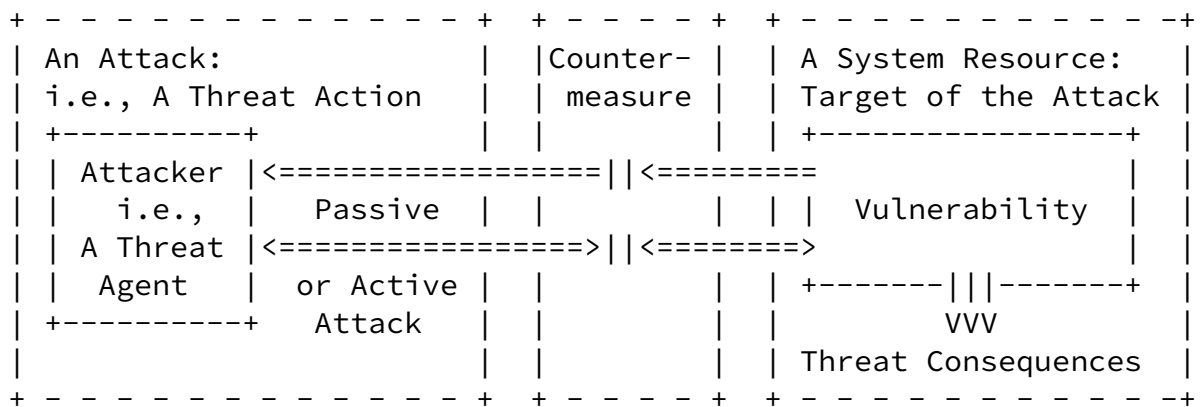 + - - - - - - - - - - - - + + - - - - + + - - - - - - - - - - -+
| An Attack:              | |Counter- | | A System Resource:   |
| i.e., A Threat Action   | | measure | | Target of the Attack |
| +----------+            | |         | | +-----------------+  |
| | Attacker |<==================||<=========                 |  |
| |   i.e.,  |   Passive  | |         | | |  Vulnerability  |  |
| | A Threat |<=================>||<========>                 |  |
| |  Agent   |  or Active | |         | | +-------|||-------+  |
| +----------+   Attack   | |         | |         VVV          |
|                         | |         | | Threat Consequences  |
+ - - - - - - - - - - - - + + - - - - + + - - - - - - - - - - -+